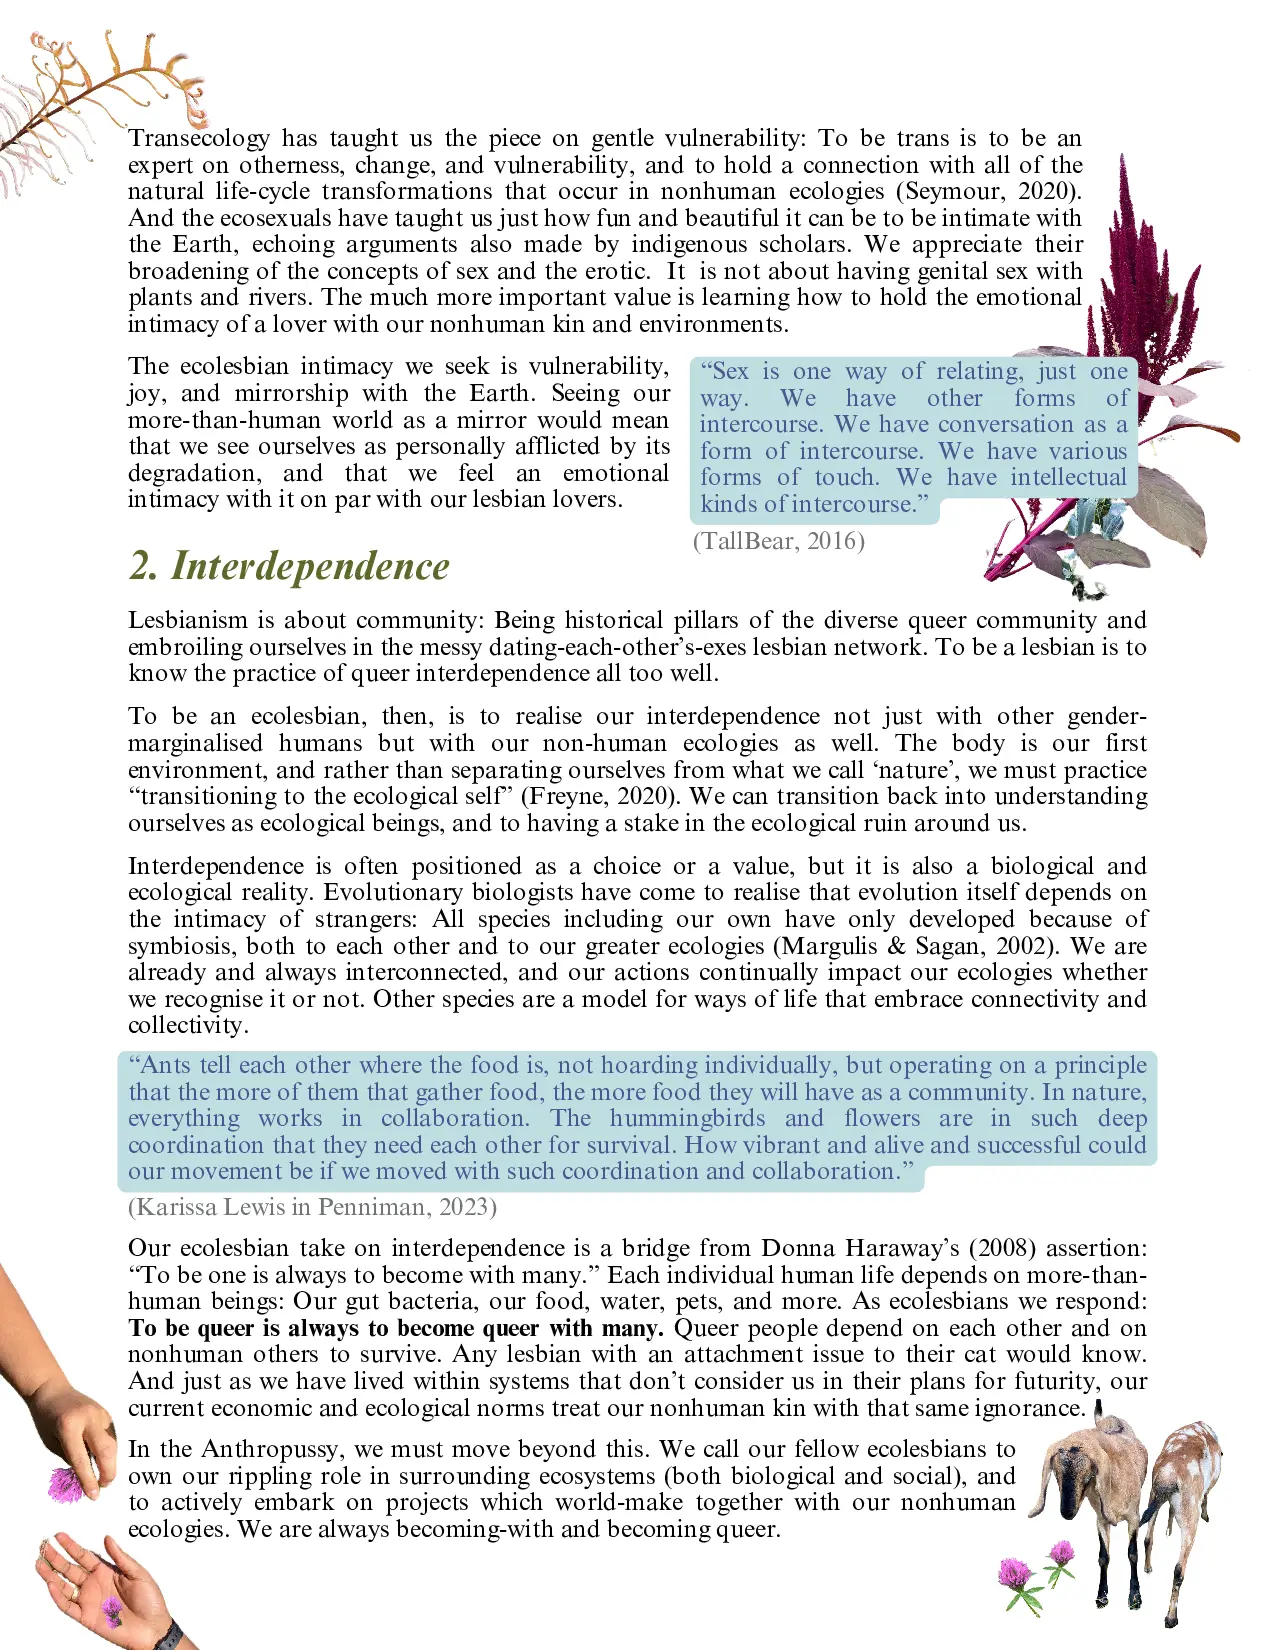 Transecology has taught us the piece on gentle vulnerability: To be trans is to be an
expert on otherness, change, and vulnerability, and to hold a connection with all of the
natural life-cycle transformations that occur in nonhuman ecologies (Seymour, 2020).
And the ecosexuals have taught us just how fun and beautiful it can be to be intimate with
the Earth, echoing arguments also made by indigenous scholars. We appreciate their
broadening of the concepts of sex and the erotic. It is not about having genital sex with
plants and rivers. The much more important value is learning how to hold the emotional
intimacy of a lover with our nonhuman kin and environments.
The ecolesbian intimacy we seek is vulnerability,
joy, and mirrorship with the Earth. Seeing our
more-than-human world as a mirror would mean
that we see ourselves as personally afflicted by its
degradation, and that we feel an emotional
intimacy with it on par with our lesbian lovers.
“Sex is one way of relating, just one
way. We have other forms of
intercourse. We have conversation as a
form of intercourse. We have various
forms of touch. We have intellectual
kinds of intercourse.”
(TallBear, 2016)
2. Interdependence
Lesbianism is about community: Being historical pillars of the diverse queer community and
embroiling ourselves in the messy dating-each-other’s-exes lesbian network. To be a lesbian is to
know the practice of queer interdependence all too well.
To be an ecolesbian, then, is to realise our interdependence not just with other gender-
marginalised humans but with our non-human ecologies as well. The body is our first
environment, and rather than separating ourselves from what we call ‘nature’, we must practice
“transitioning to the ecological self” (Freyne, 2020). We can transition back into understanding
ourselves as ecological beings, and to having a stake in the ecological ruin around us.
Interdependence is often positioned as a choice or a value, but it is also a biological and
ecological reality. Evolutionary biologists have come to realise that evolution itself depends on
the intimacy of strangers: All species including our own have only developed because of
symbiosis, both to each other and to our greater ecologies (Margulis & Sagan, 2002). We are
already and always interconnected, and our actions continually impact our ecologies whether
we recognise it or not. Other species are a model for ways of life that embrace connectivity and
collectivity.
“Ants tell each other where the food is, not hoarding individually, but operating on a principle
that the more of them that gather food, the more food they will have as a community. In nature,
everything works in collaboration. The hummingbirds and flowers are in such deep
coordination that they need each other for survival. How vibrant and alive and successful could
our movement be if we moved with such coordination and collaboration.”
(Karissa Lewis in Penniman, 2023)
Our ecolesbian take on interdependence is a bridge from Donna Haraway’s (2008) assertion:
“To be one is always to become with many.” Each individual human life depends on more-than-
human beings: Our gut bacteria, our food, water, pets, and more. As ecolesbians we respond:
To be queer is always to become queer with many. Queer people depend on each other and on
nonhuman others to survive. Any lesbian with an attachment issue to their cat would know.
And just as we have lived within systems that don’t consider us in their plans for futurity, our
current economic and ecological norms treat our nonhuman kin with that same ignorance.
In the Anthropussy, we must move beyond this. We call our fellow ecolesbians to
own our rippling role in surrounding ecosystems (both biological and social), and
to actively embark on projects which world-make together with our nonhuman
ecologies. We are always becoming-with and becoming queer.